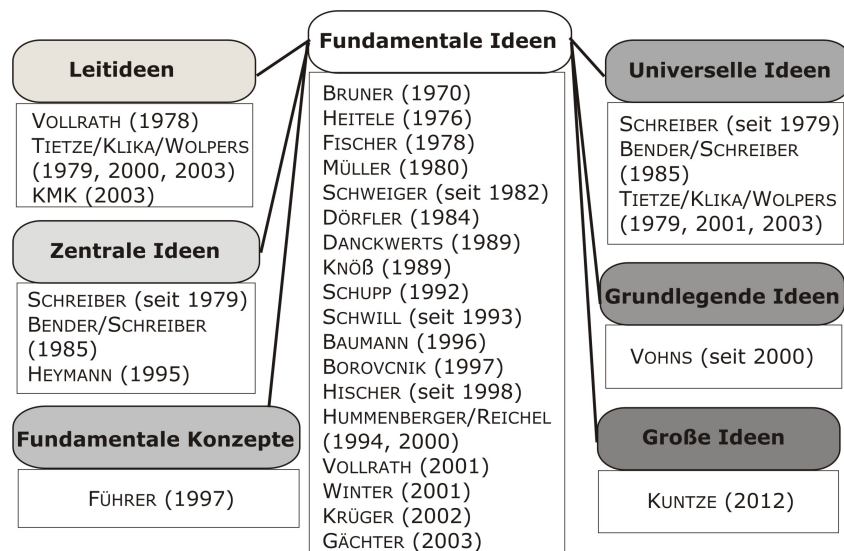 Leitideen
VOLLRATH (1978)
TIETZE/KLIKA/WOLPERS
(1979, 2000, 2003)
KMK (2003)
Zentrale Ideen
SCHREIBER (seit 1979)
BENDER/SCHREIBER
(1985)
HEYMANN (1995)
Fundamentale Konzepte
FÜHRER (1997)
Fundamentale Ideen
BRUNER (1970)
HEITELE (1976)
FISCHER (1978)
MÜLLER (1980)
SCHWEIGER (seit 1982)
DÖRFLER (1984)
DANCKWERTS (1989)
KNÖß (1989)
SCHUPP (1992)
SCHWILL (seit 1993)
BAUMANN (1996)
BOROVCNIK (1997)
HISCHER (seit 1998)
HUMMENBERGER/REICHEL
(1994, 2000)
VOLLRATH (2001)
WINTER (2001)
KRÜGER (2002)
GÄCHTER (2003)
Universelle Ideen
SCHREIBER (seit 1979)
BENDER/SCHREIBER
(1985)
TIETZE/KLIKA/WOLPERS
(1979, 2001, 2003)
Grundlegende Ideen
VOHNS (seit 2000)
Große Ideen
KUNTZE (2012)